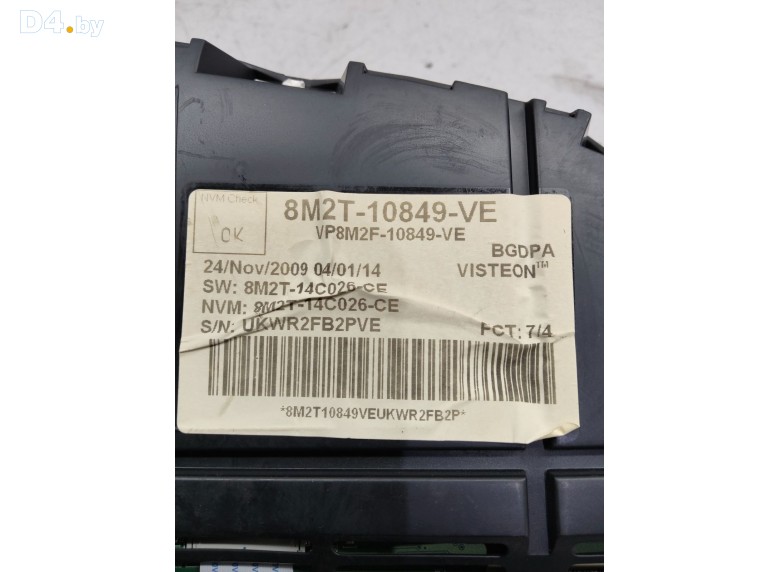 D4.by
NVM Check
OK
8M2T-10849-VE
VP8M2F-10849-VE
BGDPA
24/Nov/2009 04/01/14
VISTEON™
SW: 8M2T-14C026-CE
NVM: 8M2T-14C026-CE
S/N: UKWR2FB2PVE
FCT: 7/4
*8M2T10849VEUKWR2FB2P*